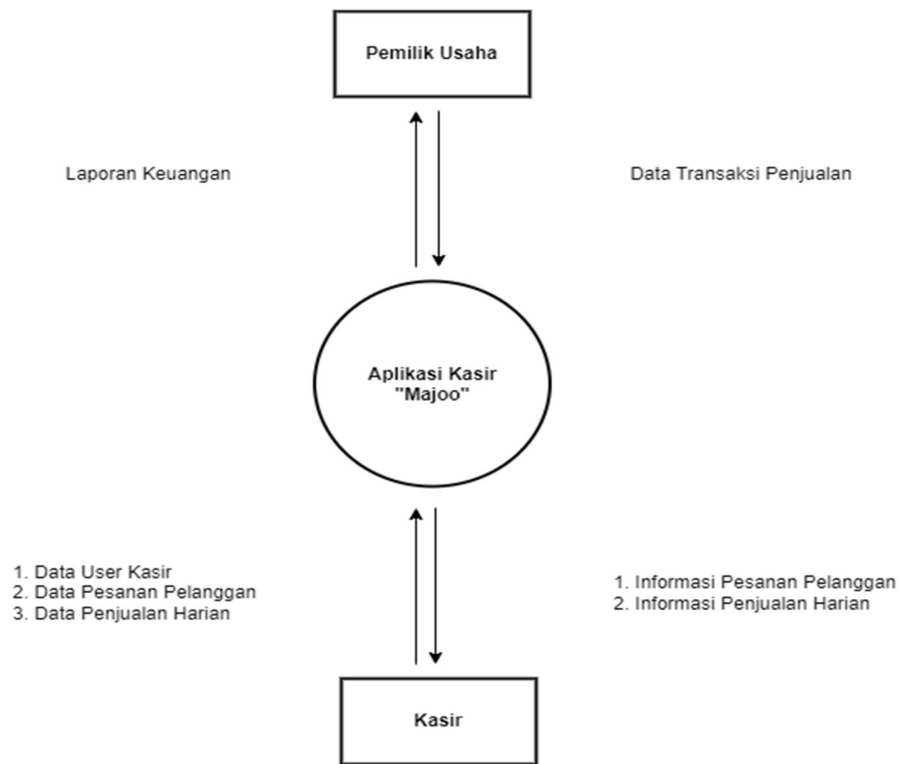 Pemilik Usaha
Laporan Keuangan
Data Transaksi Penjualan
Aplikasi Kasir
"Majoo"
1. Data User Kasir
2. Data Pesanan Pelanggan
3. Data Penjualan Harian
1. Informasi Pesanan Pelanggan
2. Informasi Penjualan Harian
Kasir